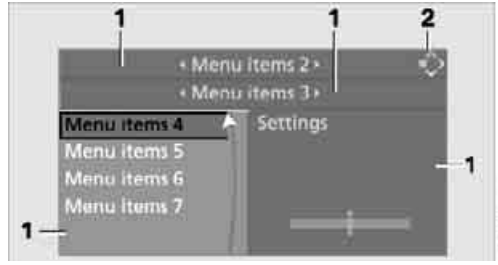 1 1 2
‹ Menu items 2 ›
‹ Menu items 3 ›
Menu items 4 Settings
Menu items 5
Menu items 6 1
Menu items 7
1